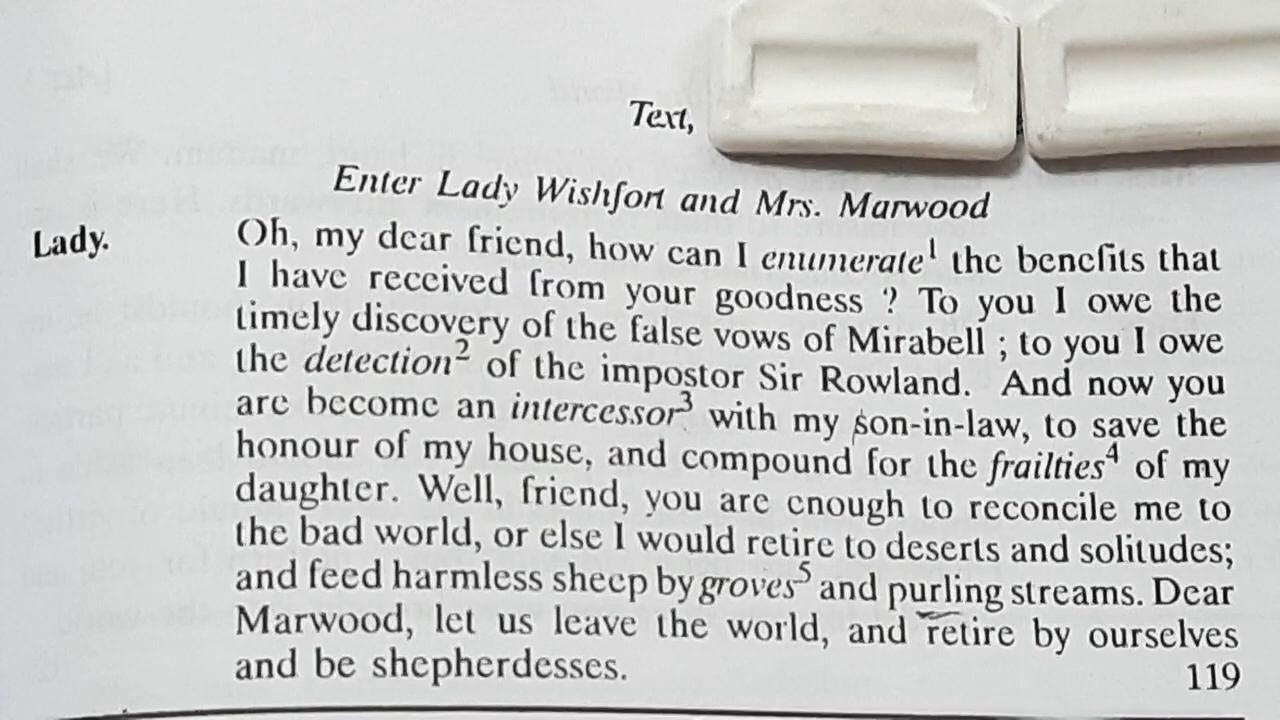 Text,
Enter Lady Wishfort and Mrs. Marwood
Lady. Oh, my dear friend, how can I enumerate¹ the benefits that
I have received from your goodness ? To you I owe the
timely discovery of the false vows of Mirabell ; to you I owe
the detection² of the impostor Sir Rowland. And now you
are become an intercessor³ with my son-in-law, to save the
honour of my house, and compound for the frailties⁴ of my
daughter. Well, friend, you are enough to reconcile me to
the bad world, or else I would retire to deserts and solitudes;
and feed harmless sheep by groves⁵ and purling streams. Dear
Marwood, let us leave the world, and retire by ourselves
and be shepherdesses.
119